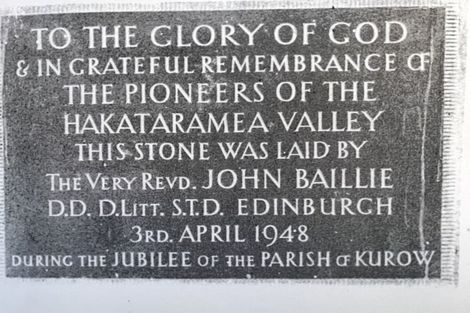 TO THE GLORY OF GOD
& IN GRATEFUL REMEMBRANCE OF
THE PIONEERS OF THE
HAKATARAMEA VALLEY
THIS STONE WAS LAID BY
THE VERY REVD. JOHN BAILLIE
D.D. D.LITT. S.T.D. EDINBURGH
3RD. APRIL 1948
DURING THE JUBILEE OF THE PARISH OF KUROW